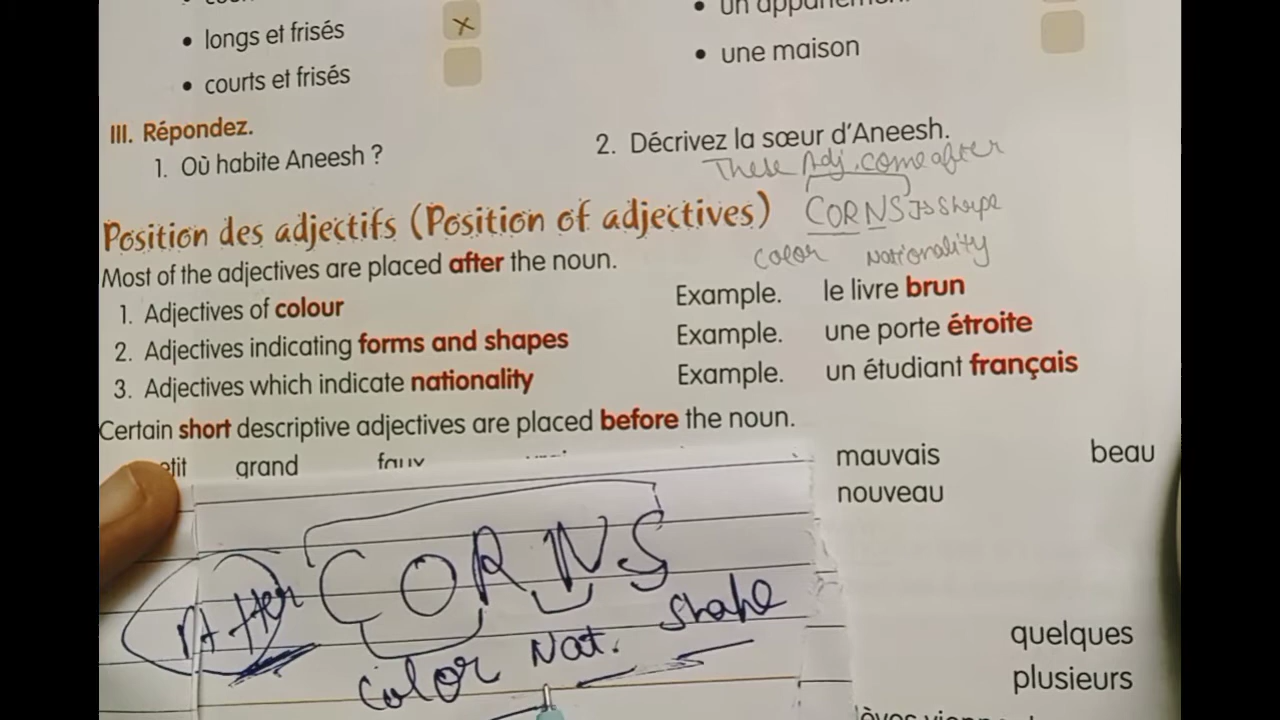 • longs et frisés
• courts et frisés
• une maison
III. Répondez.
1. Où habite Aneesh ?
2. Décrivez la sœur d'Aneesh.
These Adj. come after
Position des adjectifs (Position of adjectives)
CORNS Is Shape
Color Nationality
Most of the adjectives are placed after the noun.
1. Adjectives of colour Example. le livre brun
2. Adjectives indicating forms and shapes Example. une porte étroite
3. Adjectives which indicate nationality Example. un étudiant français
Certain short descriptive adjectives are placed before the noun.
grand mauvais beau
nouveau
After CORNS
Color Nat. Shape
quelques
plusieurs